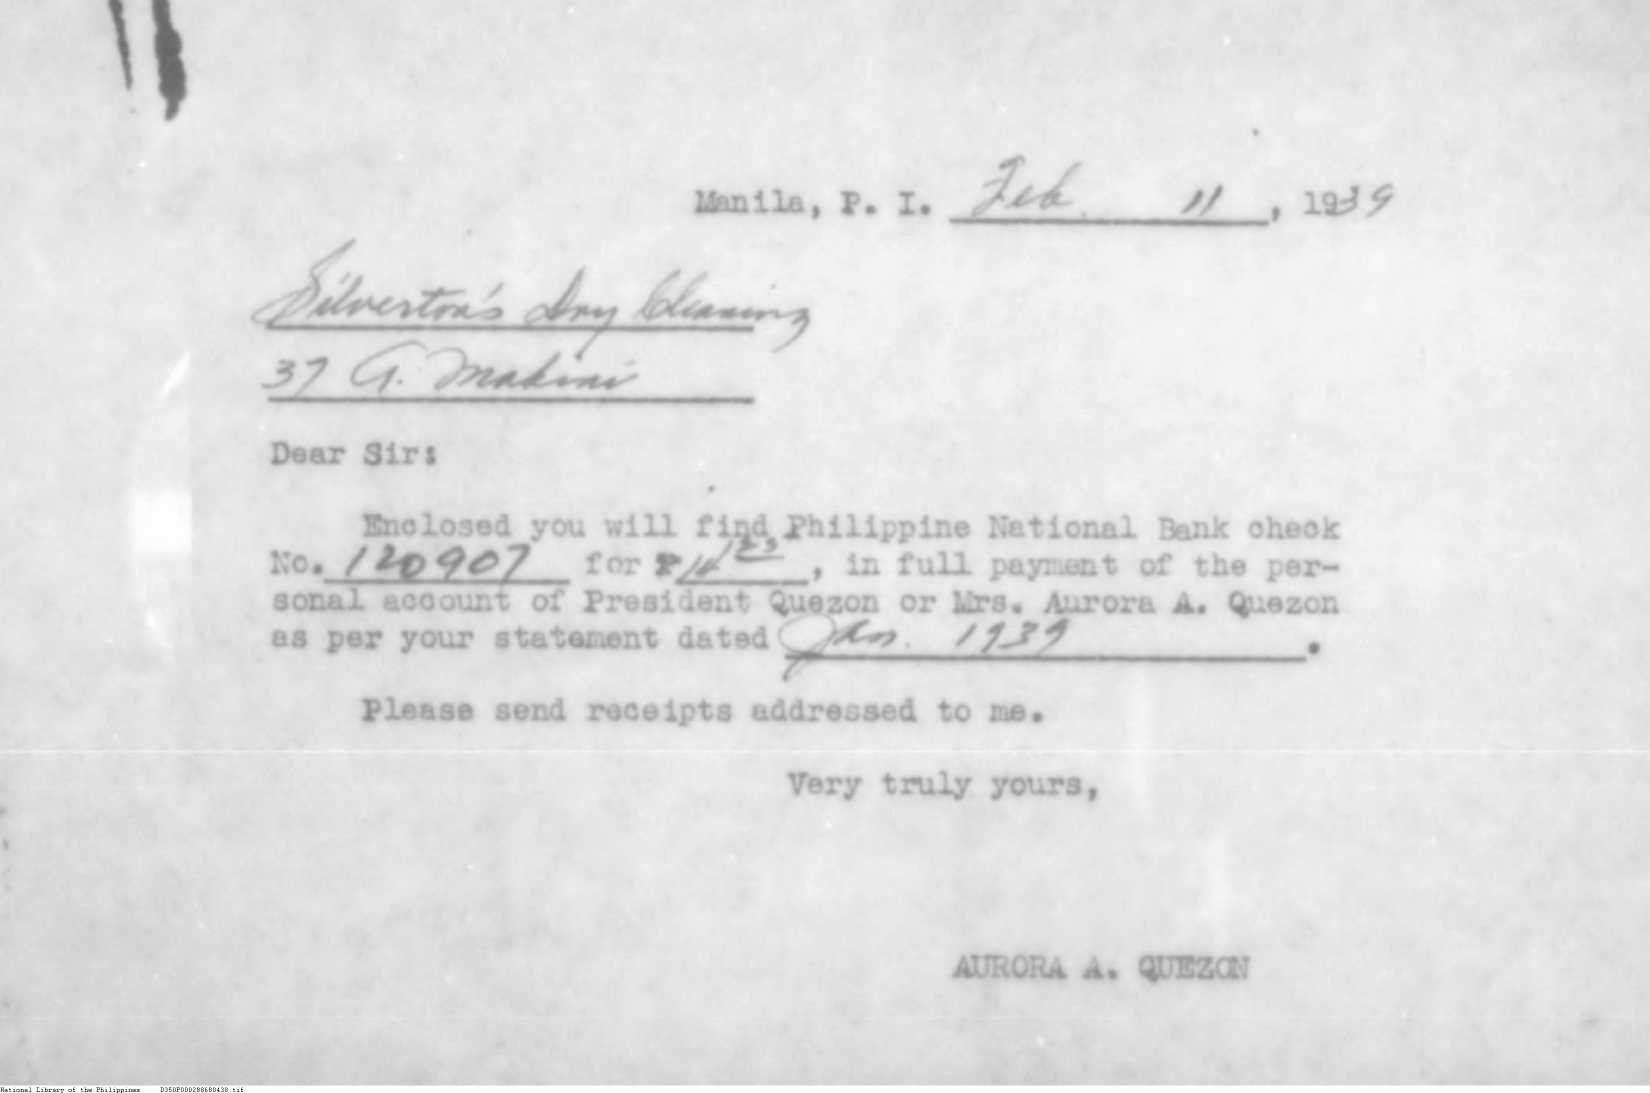 Manila, P. I. Feb. 11, 1939
Silverton's Dry Cleaning
37 A. Mabini
Dear Sir:
Enclosed you will find Philippine National Bank check
No. 120907 for ₱, in full payment of the per-
sonal account of President Quezon or Mrs. Aurora A. Quezon
as per your statement dated Jan. 1939.
Please send receipts addressed to me.
Very truly yours,
AURORA A. QUEZON
National Library of the Philippines